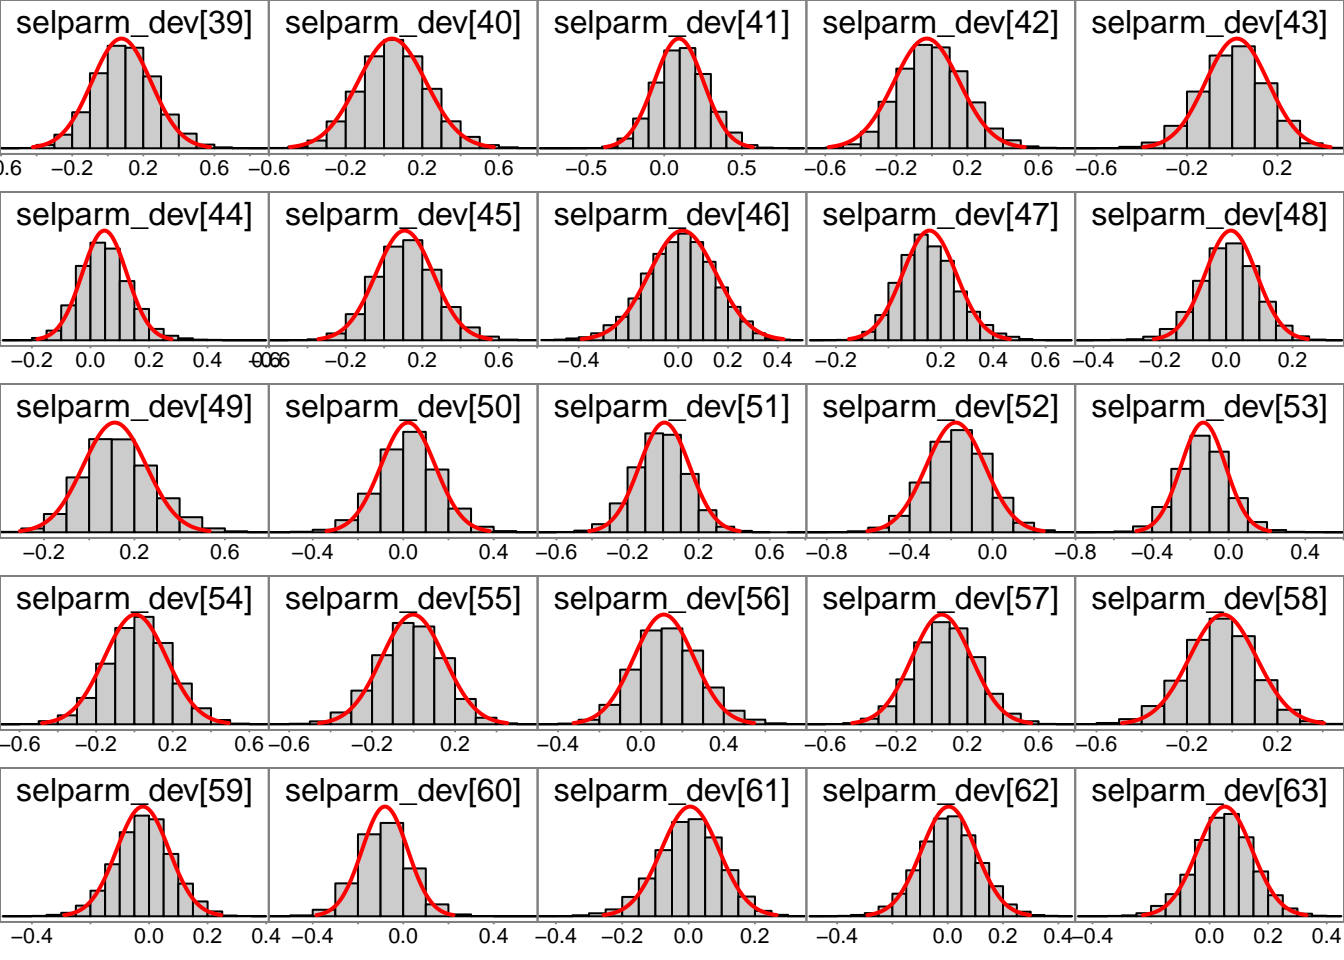 selparm_dev[39] selparm_dev[40] selparm_dev[41] selparm_dev[42] selparm_dev[43]
0.6 −0.2 0.2 0.6 −0.6 −0.2 0.2 0.6 −0.5 0.0 0.5 −0.6 −0.2 0.2 0.6 −0.6 −0.2 0.2
selparm_dev[44] selparm_dev[45] selparm_dev[46] selparm_dev[47] selparm_dev[48]
−0.2 0.0 0.2 0.4 0.6 −0.6 −0.2 0.2 0.6 −0.4 0.0 0.2 0.4 −0.2 0.2 0.4 0.6 −0.4 0.0 0.2
selparm_dev[49] selparm_dev[50] selparm_dev[51] selparm_dev[52] selparm_dev[53]
−0.2 0.2 0.6 −0.4 0.0 0.4 −0.6 −0.2 0.2 0.6 −0.8 −0.4 0.0 −0.8 −0.4 0.0 0.4
selparm_dev[54] selparm_dev[55] selparm_dev[56] selparm_dev[57] selparm_dev[58]
−0.6 −0.2 0.2 0.6 −0.6 −0.2 0.2 −0.4 0.0 0.4 −0.6 −0.2 0.2 0.6 −0.6 −0.2 0.2
selparm_dev[59] selparm_dev[60] selparm_dev[61] selparm_dev[62] selparm_dev[63]
−0.4 0.0 0.4 −0.4 0.0 0.4 −0.4 0.0 0.2 −0.4 0.0 0.2 0.4 −0.4 0.0 0.2 0.4